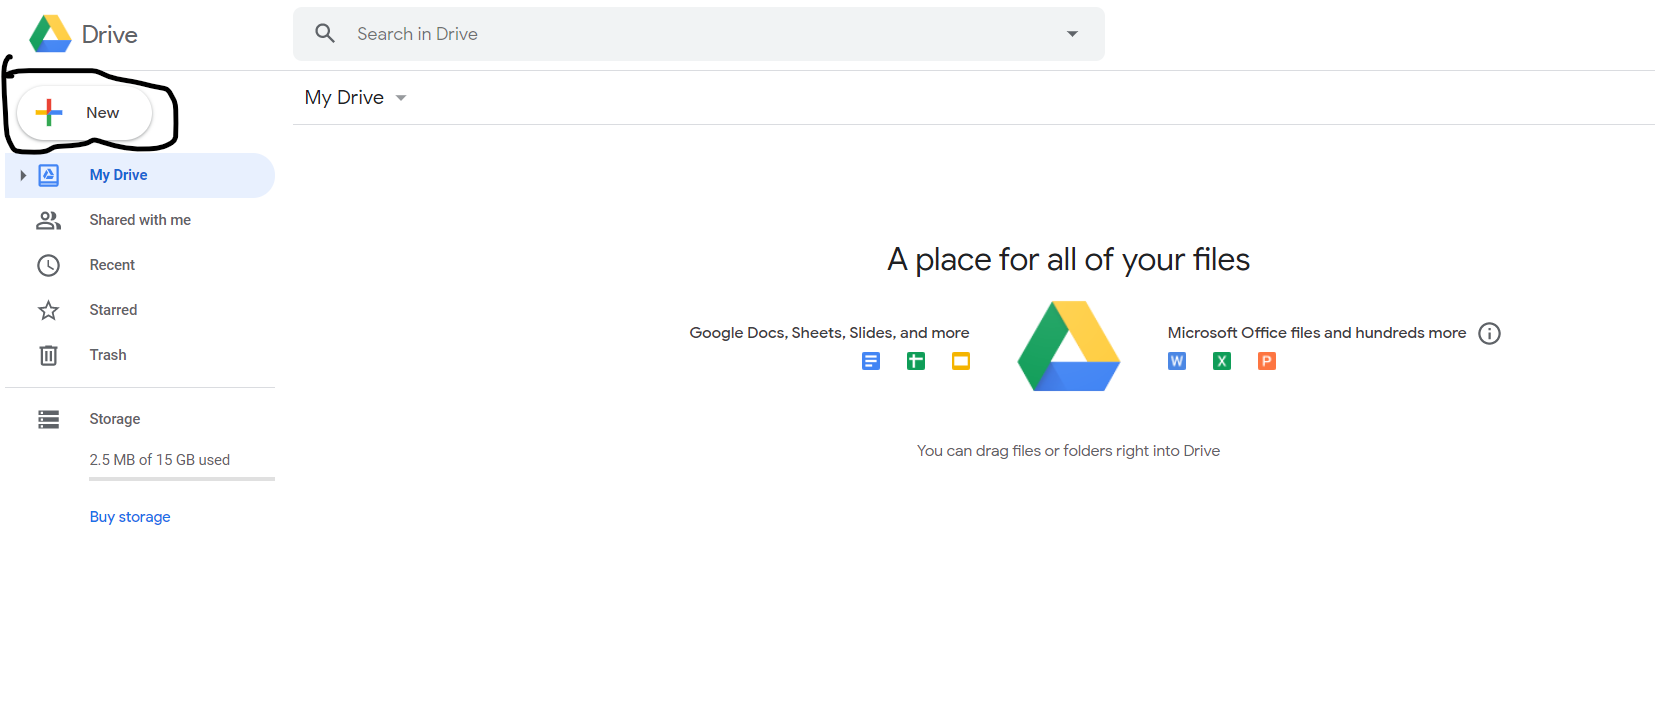 Drive
Search in Drive
New
My Drive
My Drive
Shared with me
Recent
Starred
Trash
Storage
2.5 MB of 15 GB used
Buy storage
A place for all of your files
Google Docs, Sheets, Slides, and more
Microsoft Office files and hundreds more
W X P
You can drag files or folders right into Drive